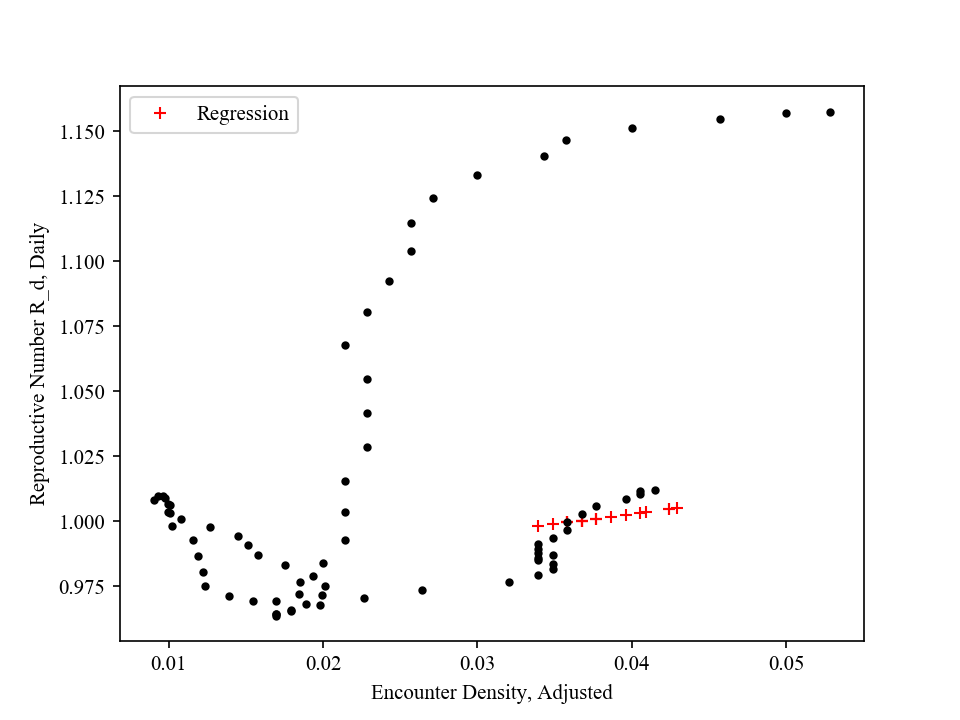 Regression
1.150
1.125
1.100
1.075
1.050
1.025
1.000
0.975
Reproductive Number R_d, Daily
0.01 0.02 0.03 0.04 0.05
Encounter Density, Adjusted